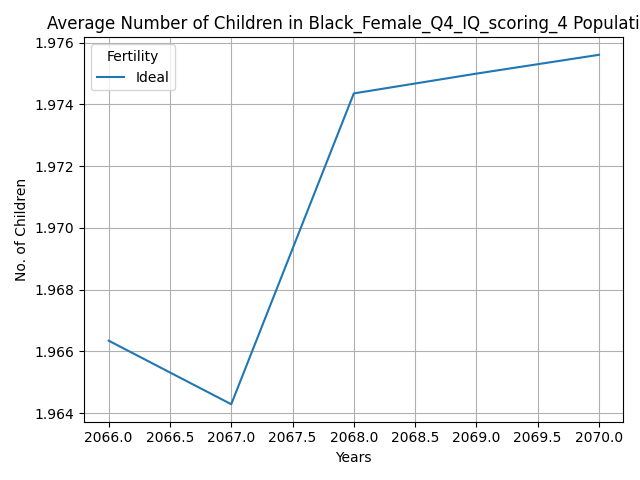 Average Number of Children in Black_Female_Q4_IQ_scoring_4 Populati
Fertility
Ideal
1.976
1.974
1.972
1.970
1.968
1.966
1.964
No. of Children
2066.0 2066.5 2067.0 2067.5 2068.0 2068.5 2069.0 2069.5 2070.0
Years